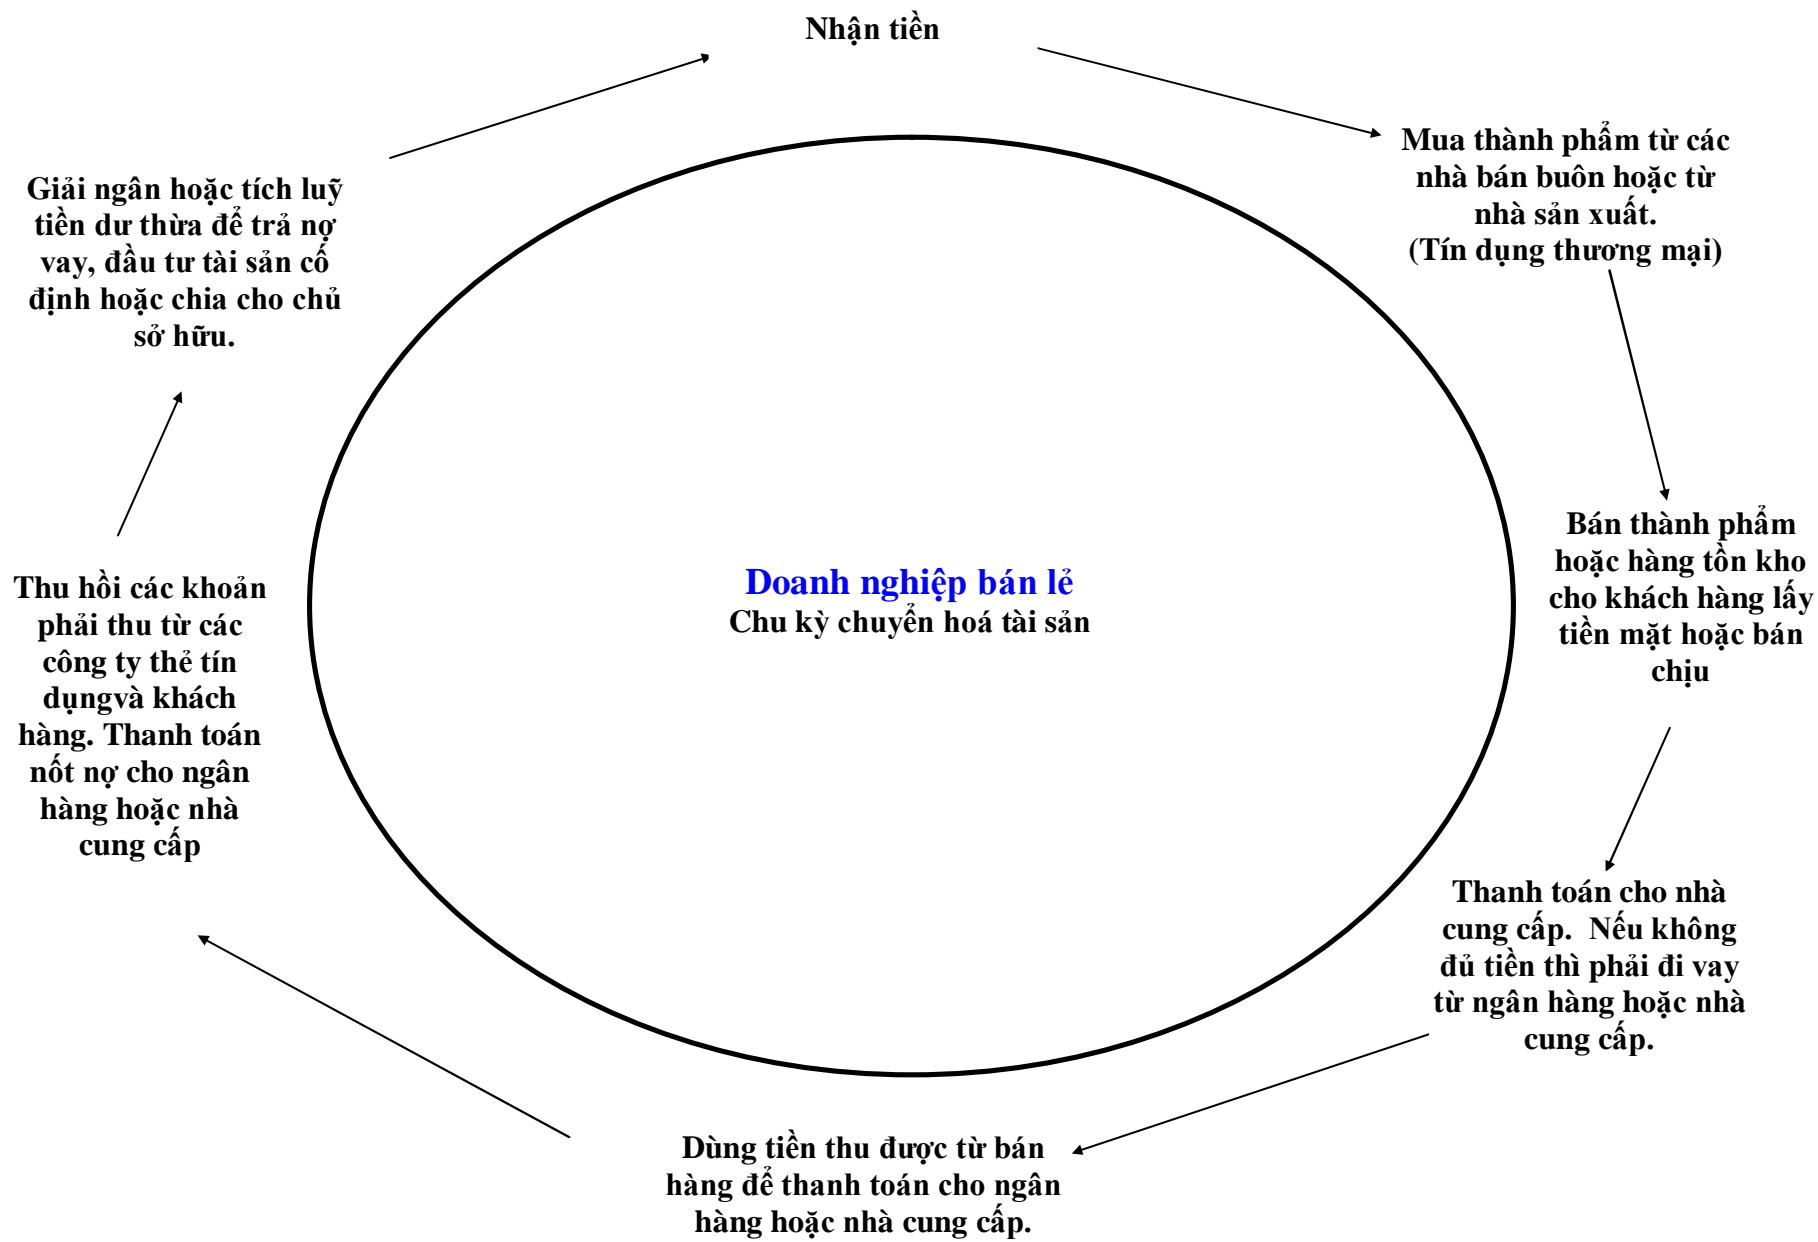 Nhận tiền
Mua thành phẩm từ các
nhà bán buôn hoặc từ
nhà sản xuất.
(Tín dụng thương mại)
Bán thành phẩm
hoặc hàng tồn kho
cho khách hàng lấy
tiền mặt hoặc bán
chịu
Thanh toán cho nhà
cung cấp.  Nếu không
đủ tiền thì phải đi vay
từ ngân hàng hoặc nhà
cung cấp.
Dùng tiền thu được từ bán
hàng để thanh toán cho ngân
hàng hoặc nhà cung cấp.
Thu hồi các khoản
phải thu từ các
công ty thẻ tín
dụngvà khách
hàng. Thanh toán
nốt nợ cho ngân
hàng hoặc nhà
cung cấp
Giải ngân hoặc tích luỹ
tiền dư thừa để trả nợ
vay, đầu tư tài sản cố
định hoặc chia cho chủ
sở hữu.
Doanh nghiệp bán lẻ
Chu kỳ chuyển hoá tài sản